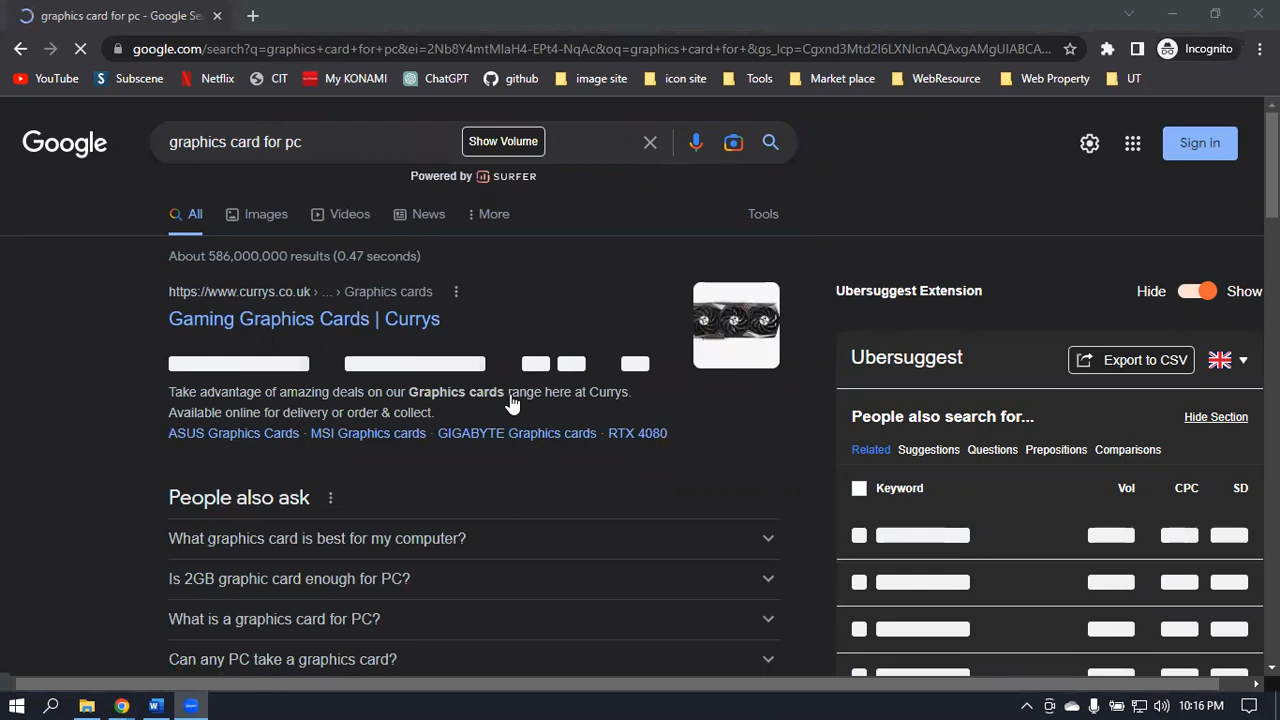 graphics card for pc - Google Se
google.com/search?q=graphics+card+for+pc&ei=2Nb8Y4mtMIaH4-EPt4-NqAc&oq=graphics+card+for+&gs_lcp=Cgxnd3Mtd2l6LXNlcnAQAxgAMgUIABCA...
Incognito
YouTube
Subscene
Netflix
CIT
My KONAMI
ChatGPT
github
image site
icon site
Tools
Market place
WebResource
Web Property
UT
Google
graphics card for pc
Show Volume
Sign in
Powered by SURFER
All
Images
Videos
News
More
Tools
About 586,000,000 results (0.47 seconds)
https://www.currys.co.uk › ... › Graphics cards
Gaming Graphics Cards | Currys
Take advantage of amazing deals on our Graphics cards range here at Currys.
Available online for delivery or order & collect.
ASUS Graphics Cards · MSI Graphics cards · GIGABYTE Graphics cards · RTX 4080
People also ask
What graphics card is best for my computer?
Is 2GB graphic card enough for PC?
What is a graphics card for PC?
Can any PC take a graphics card?
Ubersuggest Extension
Hide
Show
Ubersuggest
Export to CSV
People also search for...
Hide Section
Related
Suggestions
Questions
Prepositions
Comparisons
Keyword
Vol
CPC
SD
10:16 PM